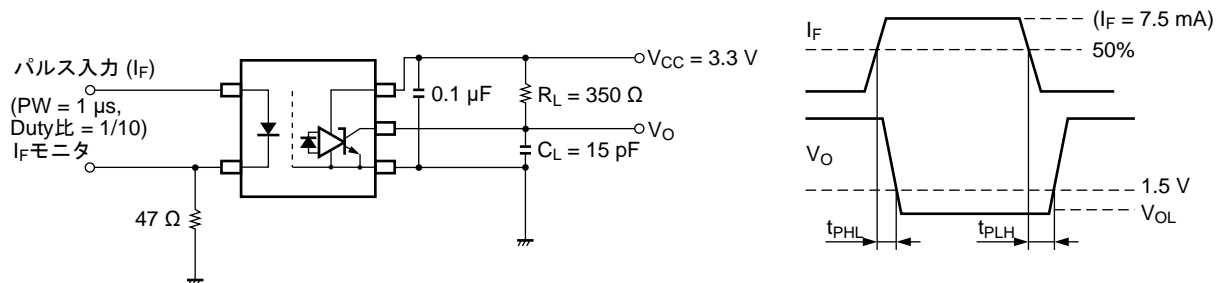 パルス入力 (IF)
(PW = 1 μs,
Duty比 = 1/10)
IFモニタ
47 Ω
VCC = 3.3 V
0.1 μF
RL = 350 Ω
VO
CL = 15 pF
IF
(IF = 7.5 mA)
50%
VO
1.5 V
VOL
tPHL
tPLH